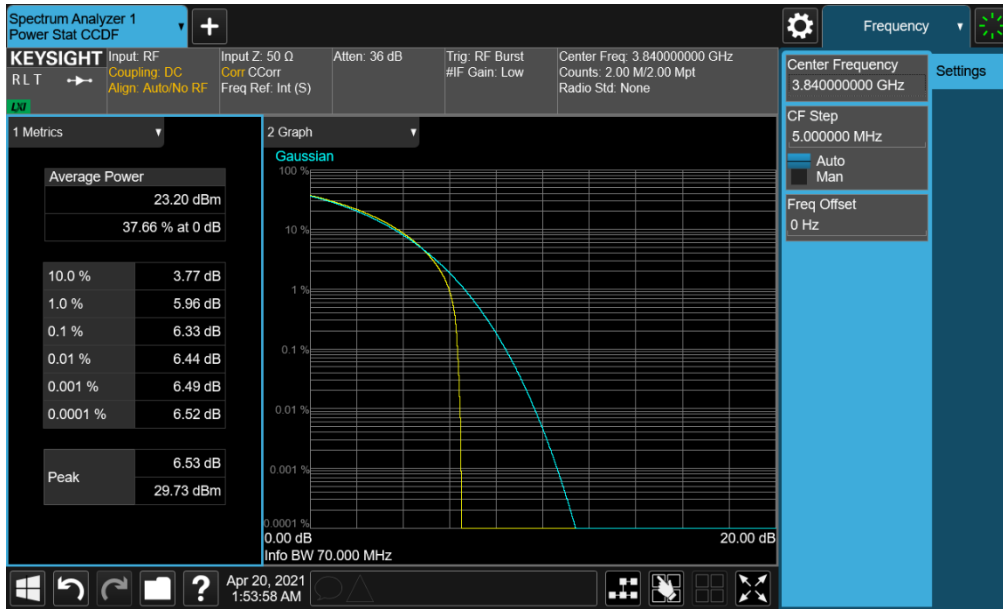 Spectrum Analyzer 1
Power Stat CCDF
+
Frequency
KEYSIGHT
R L T
LXI
Input: RF
Coupling: DC
Align: Auto/No RF
Input Z: 50 Ω
Corr CCorr
Freq Ref: Int (S)
Atten: 36 dB
Trig: RF Burst
#IF Gain: Low
Center Freq: 3.840000000 GHz
Counts: 2.00 M/2.00 Mpt
Radio Std: None
Center Frequency
3.840000000 GHz
Settings
CF Step
5.000000 MHz
Auto
Man
Freq Offset
0 Hz
1 Metrics
Average Power
23.20 dBm
37.66 % at 0 dB
10.0 % 3.77 dB
1.0 % 5.96 dB
0.1 % 6.33 dB
0.01 % 6.44 dB
0.001 % 6.49 dB
0.0001 % 6.52 dB
Peak
6.53 dB
29.73 dBm
2 Graph
Gaussian
100 %
10 %
1 %
0.1 %
0.01 %
0.001 %
0.0001 %
0.00 dB 20.00 dB
Info BW 70.000 MHz
?
Apr 20, 2021
1:53:58 AM